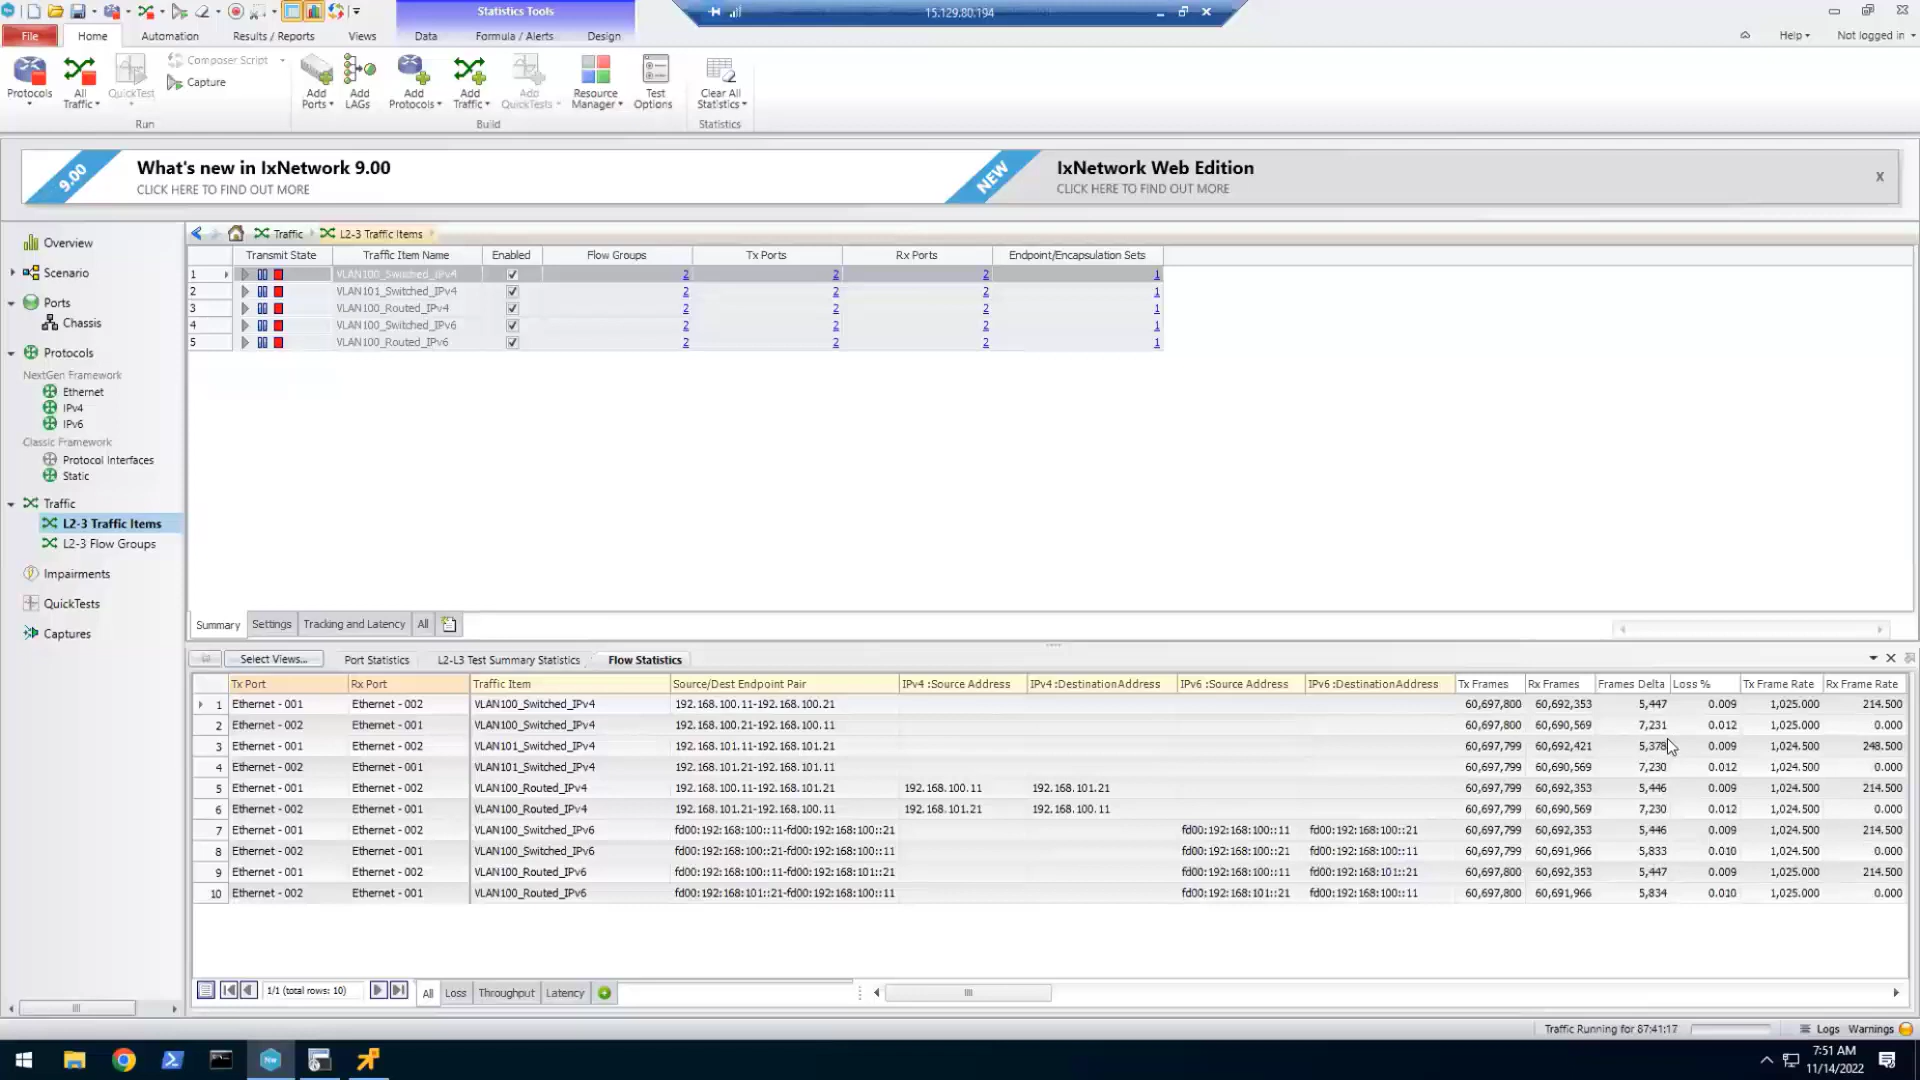 Statistics Tools
15.129.80.194
File Home Automation Results / Reports Views Data Formula / Alerts Design Help Not logged in
Composer Script
Capture
Protocols All Traffic QuickTest Add Ports Add LAGs Add Protocols Add Traffic Add QuickTests Resource Manager Test Options Clear All Statistics
Run Build Statistics
9.00 What's new in IxNetwork 9.00
CLICK HERE TO FIND OUT MORE
NEW IxNetwork Web Edition
CLICK HERE TO FIND OUT MORE
x
Overview
Scenario
Ports
Chassis
Protocols
NextGen Framework
Ethernet
IPv4
IPv6
Classic Framework
Protocol Interfaces
Static
Traffic
L2-3 Traffic Items
L2-3 Flow Groups
Impairments
QuickTests
Captures
Traffic L2-3 Traffic Items
Transmit State Traffic Item Name Enabled Flow Groups Tx Ports Rx Ports Endpoint/Encapsulation Sets
1 VLAN100_Switched_IPv4 2 2 2 1
2 VLAN101_Switched_IPv4 2 2 2 1
3 VLAN100_Routed_IPv4 2 2 2 1
4 VLAN100_Switched_IPv6 2 2 2 1
5 VLAN100_Routed_IPv6 2 2 2 1
Summary Settings Tracking and Latency All
Select Views... Port Statistics L2-L3 Test Summary Statistics Flow Statistics
Tx Port Rx Port Traffic Item Source/Dest Endpoint Pair IPv4 :Source Address IPv4 :Destination Address IPv6 :Source Address IPv6 :Destination Address Tx Frames Rx Frames Frames Delta Loss % Tx Frame Rate Rx Frame Rate
1 Ethernet - 001 Ethernet - 002 VLAN100_Switched_IPv4 192.168.100.11-192.168.100.21 60,697,800 60,692,353 5,447 0.009 1,025.000 214.500
2 Ethernet - 002 Ethernet - 001 VLAN100_Switched_IPv4 192.168.100.21-192.168.100.11 60,697,800 60,690,569 7,231 0.012 1,025.000 0.000
3 Ethernet - 001 Ethernet - 002 VLAN101_Switched_IPv4 192.168.101.11-192.168.101.21 60,697,799 60,692,421 5,378 0.009 1,024.500 248.500
4 Ethernet - 002 Ethernet - 001 VLAN101_Switched_IPv4 192.168.101.21-192.168.101.11 60,697,799 60,690,569 7,230 0.012 1,024.500 0.000
5 Ethernet - 001 Ethernet - 002 VLAN100_Routed_IPv4 192.168.100.11-192.168.101.21 192.168.100.11 192.168.101.21 60,697,799 60,692,353 5,446 0.009 1,024.500 214.500
6 Ethernet - 002 Ethernet - 001 VLAN100_Routed_IPv4 192.168.101.21-192.168.100.11 192.168.101.21 192.168.100.11 60,697,799 60,690,569 7,230 0.012 1,024.500 0.000
7 Ethernet - 001 Ethernet - 002 VLAN100_Switched_IPv6 fd00:192:168:100::11-fd00:192:168:100::21 fd00:192:168:100::11 fd00:192:168:100::21 60,697,799 60,692,353 5,446 0.009 1,024.500 214.500
8 Ethernet - 002 Ethernet - 001 VLAN100_Switched_IPv6 fd00:192:168:100::21-fd00:192:168:100::11 fd00:192:168:100::21 fd00:192:168:100::11 60,697,799 60,691,966 5,833 0.010 1,024.500 0.000
9 Ethernet - 001 Ethernet - 002 VLAN100_Routed_IPv6 fd00:192:168:100::11-fd00:192:168:101::21 fd00:192:168:100::11 fd00:192:168:101::21 60,697,800 60,692,353 5,447 0.009 1,025.000 214.500
10 Ethernet - 002 Ethernet - 001 VLAN100_Routed_IPv6 fd00:192:168:101::21-fd00:192:168:100::11 fd00:192:168:101::21 fd00:192:168:100::11 60,697,800 60,691,966 5,834 0.010 1,025.000 0.000
1/1 (total rows: 10) All Loss Throughput Latency
Traffic Running for 87:41:17 Logs Warnings
7:51 AM
11/14/2022